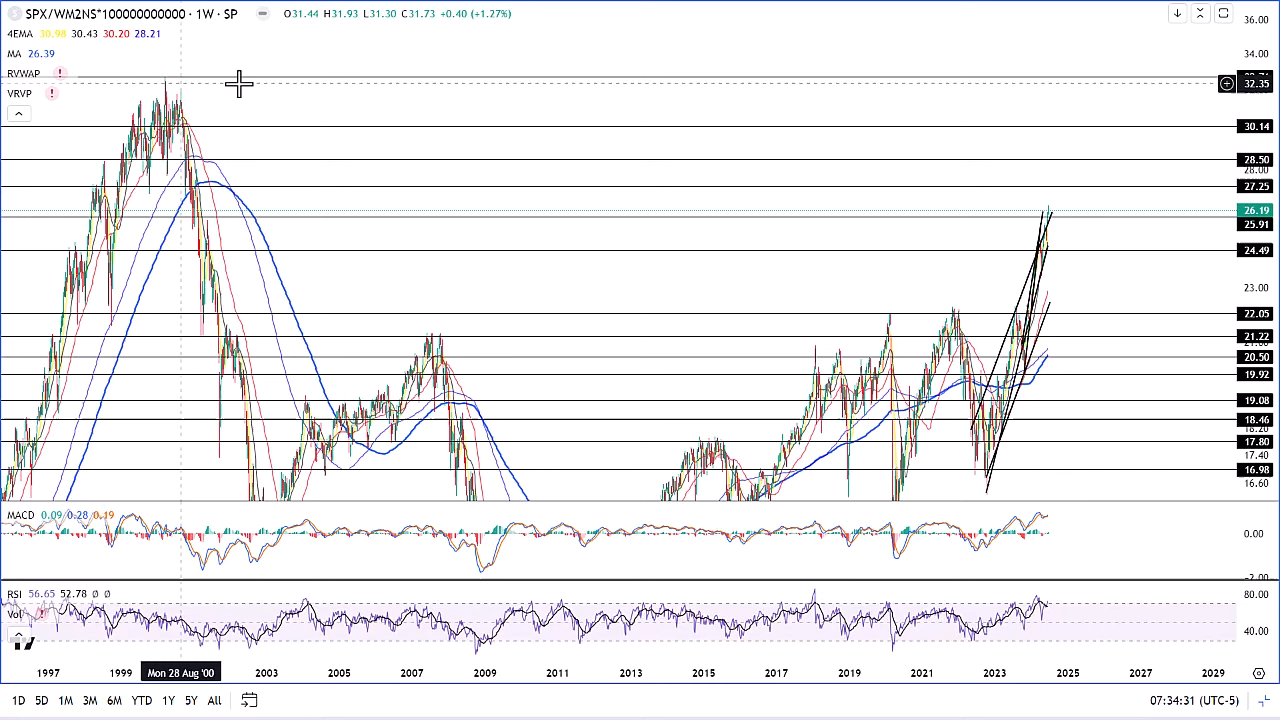 SPX/WM2NS*100000000000 · 1W · SP O31.44 H31.93 L31.30 C31.73 +0.40 (+1.27%)
4EMA 30.98 30.43 30.20 28.21
MA 26.39
RVWAP !
VRVP !
36.00
34.00
32.35
30.14
28.50
28.00
27.25
26.19
25.91
24.49
23.00
22.05
21.22
20.50
19.92
19.08
18.46
18.20
17.80
17.40
16.98
16.60
MACD 0.09 0.28 0.19
0.00
-2.00
RSI 56.65 52.78 Ø Ø
80.00
Vol !
40.00
1997 1999 Mon 28 Aug '00 2003 2005 2007 2009 2011 2013 2015 2017 2019 2021 2023 2025 2027 2029
1D 5D 1M 3M 6M YTD 1Y 5Y All 07:34:31 (UTC-5)